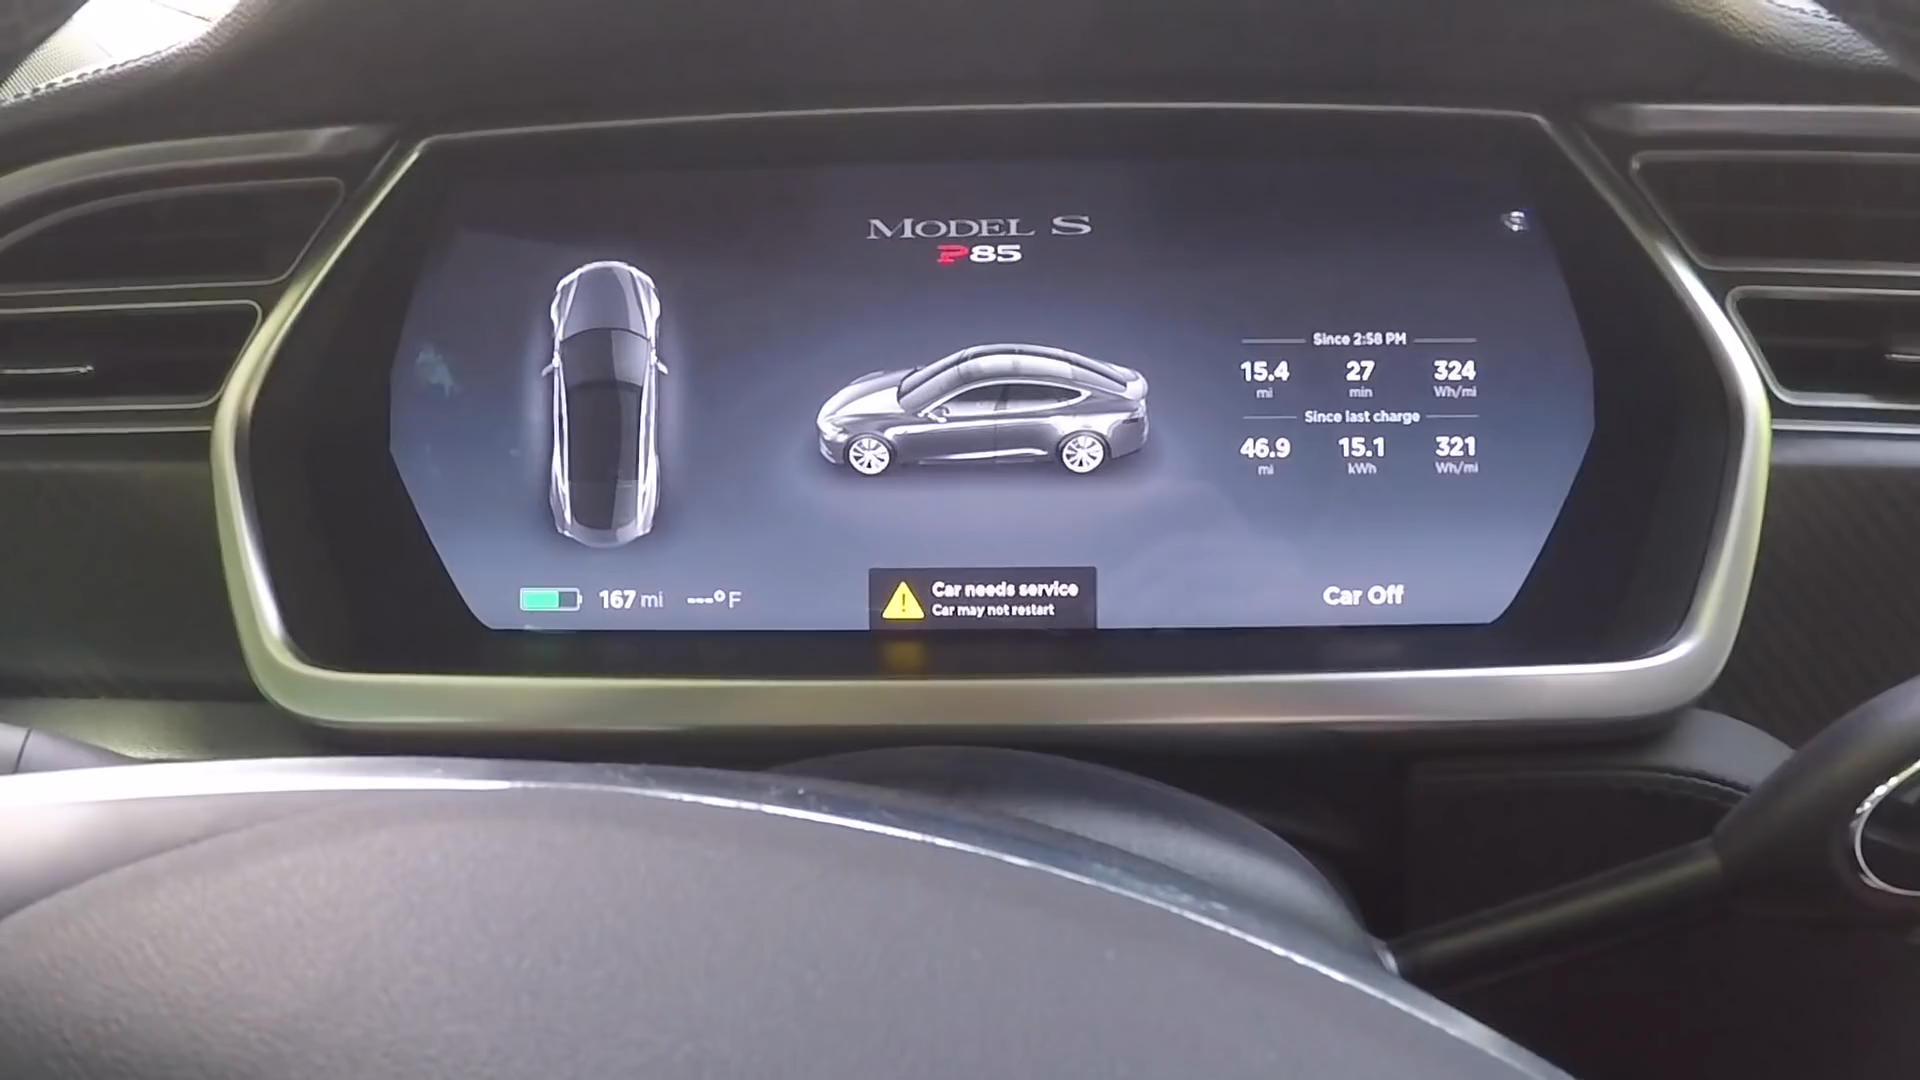 MODEL S
P85
Since 2:58 PM
15.4 27 324
mi min Wh/mi
Since last charge
46.9 15.1 321
mi kWh Wh/mi
167 mi ---°F
Car needs service
Car may not restart
Car Off